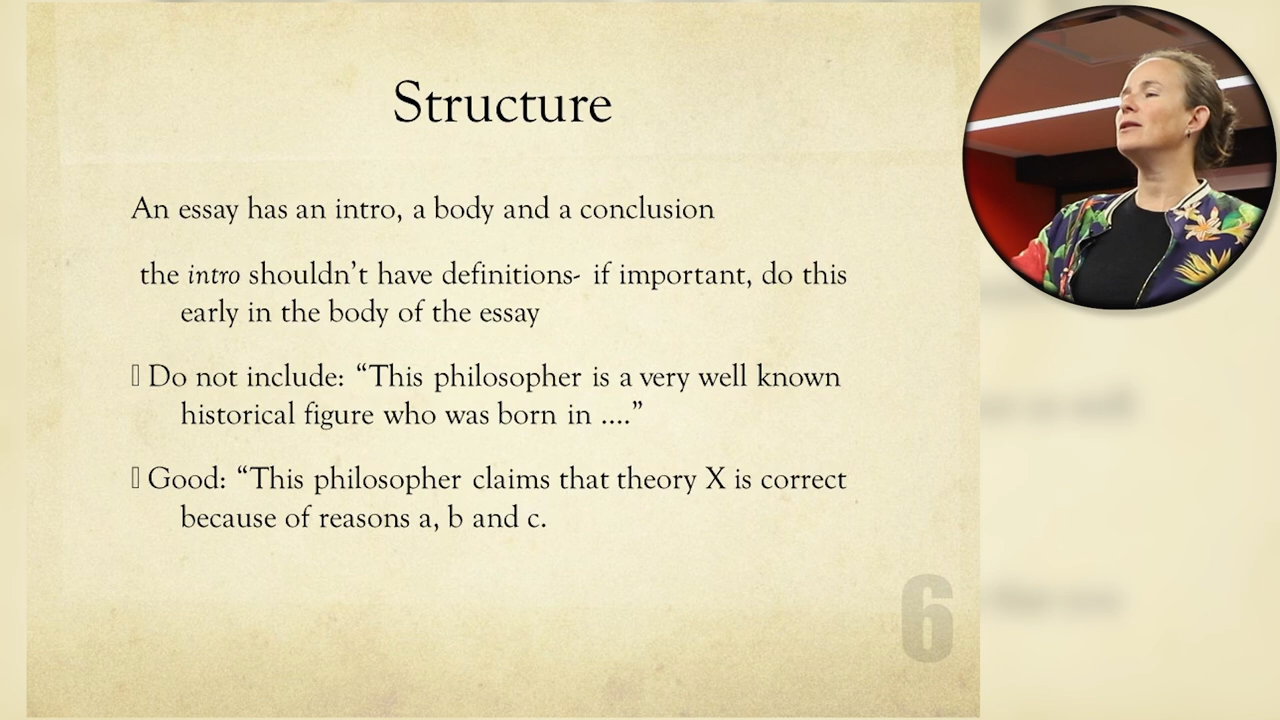 Structure
An essay has an intro, a body and a conclusion
the intro shouldn’t have definitions- if important, do this
early in the body of the essay
Do not include: “This philosopher is a very well known
historical figure who was born in ....”
Good: “This philosopher claims that theory X is correct
because of reasons a, b and c.
6